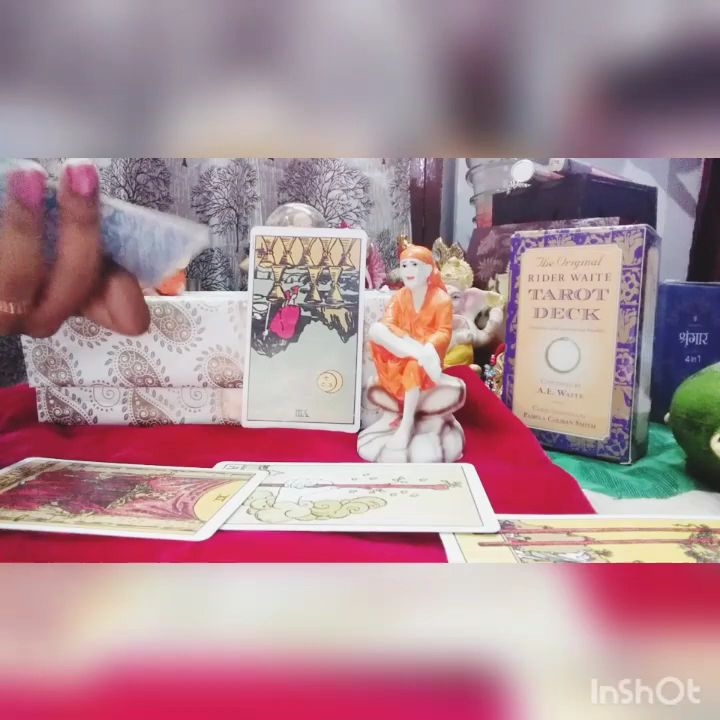 The Original
RIDER WAITE
TAROT
DECK
A.E. WAITE
PAMELA COLMAN SMITH
VIII
श्रंगार
4 in 1
InShOt